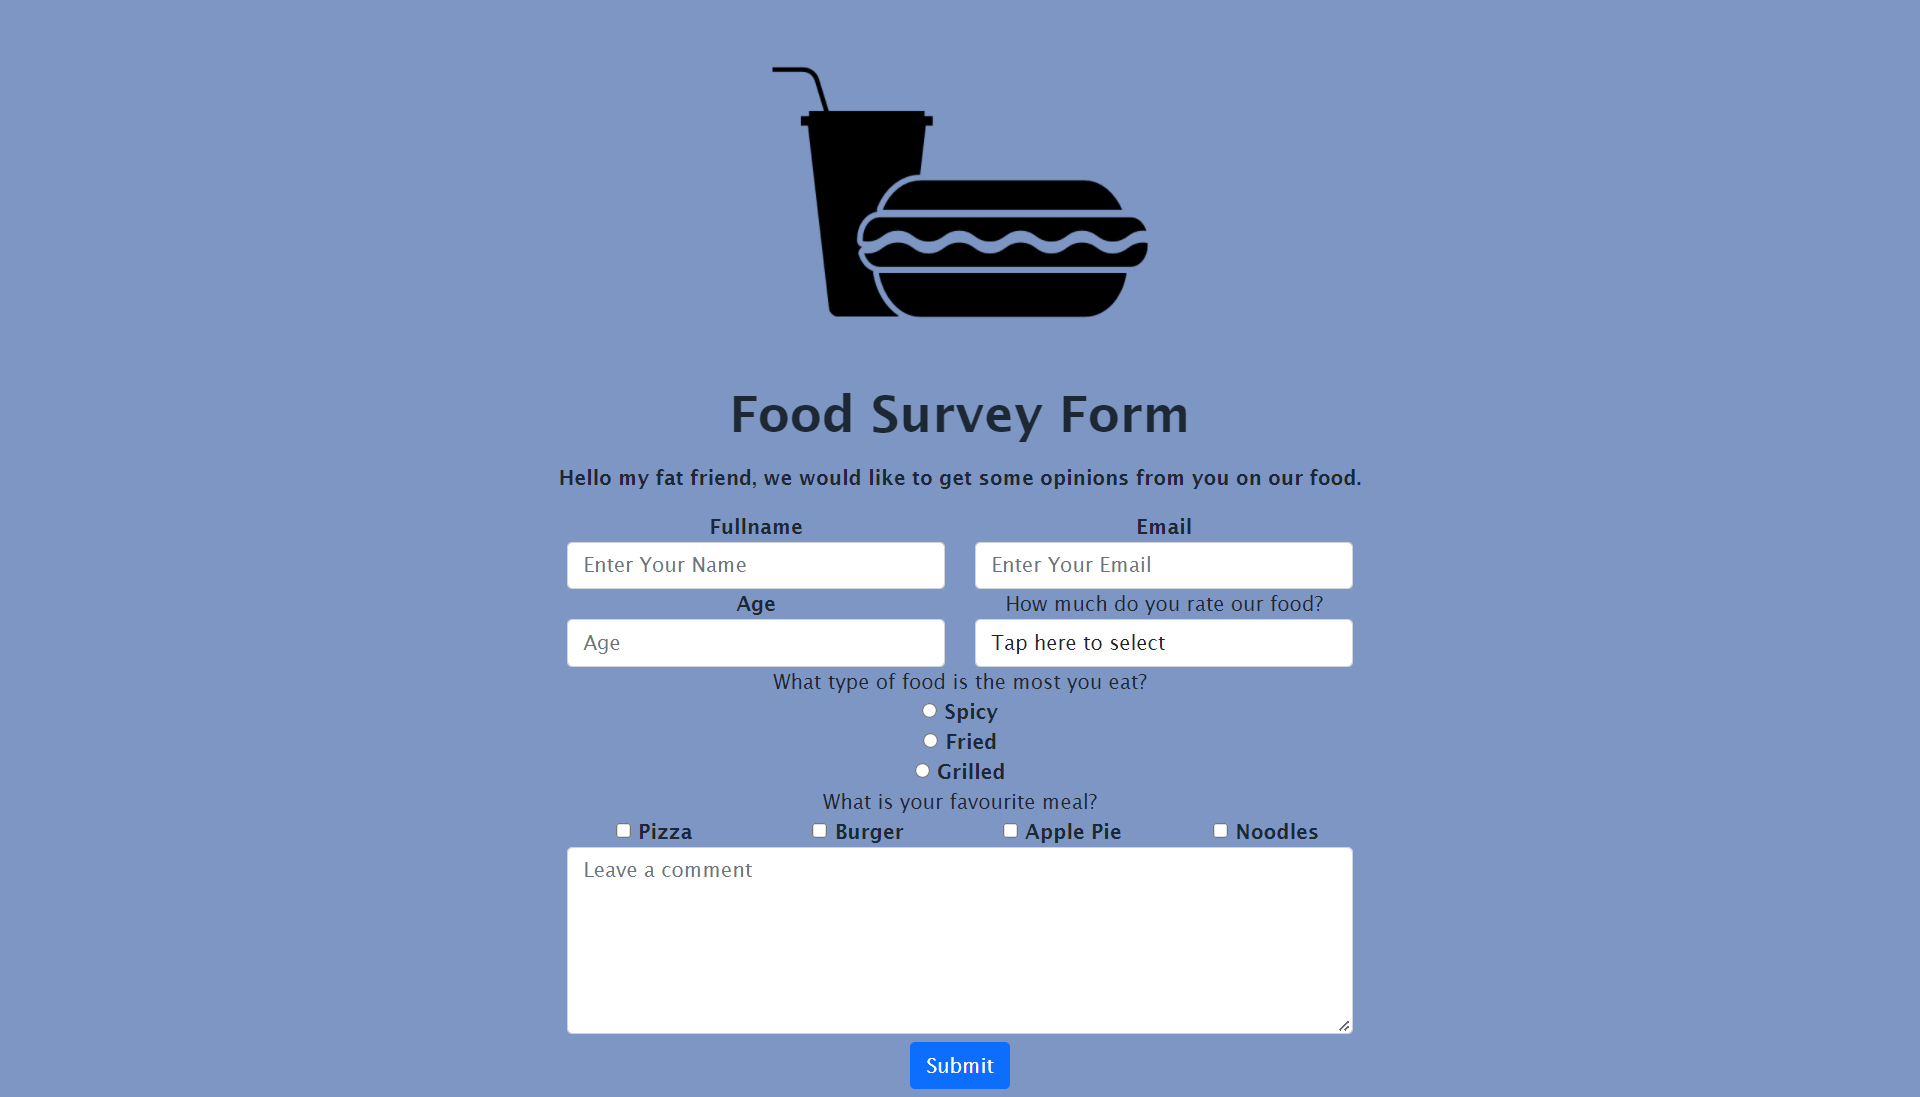 Food Survey Form
Hello my fat friend, we would like to get some opinions from you on our food.
Fullname
Email
Enter Your Name
Enter Your Email
Age
How much do you rate our food?
Age
Tap here to select
What type of food is the most you eat?
Spicy
Fried
Grilled
What is your favourite meal?
Pizza Burger Apple Pie Noodles
Leave a comment
Submit